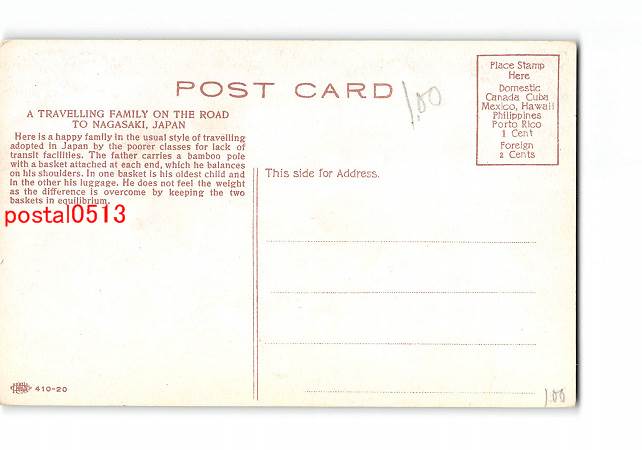 POST CARD
1.00
Place Stamp
Here
Domestic
Canada Cuba
Mexico, Hawaii
Philippines
Porto Rico
1 Cent
Foreign
2 Cents
A TRAVELLING FAMILY ON THE ROAD
TO NAGASAKI, JAPAN
Here is a happy family in the usual style of travelling
adopted in Japan by the poorer classes for lack of
transit facilities. The father carries a bamboo pole
with a basket attached at each end, which he balances
on his shoulders. In one basket is his oldest child and
in the other his luggage. He does not feel the weight
as the difference is overcome by keeping the two
baskets in equilibrium.
postal0513
This side for Address.
410-20
1.00